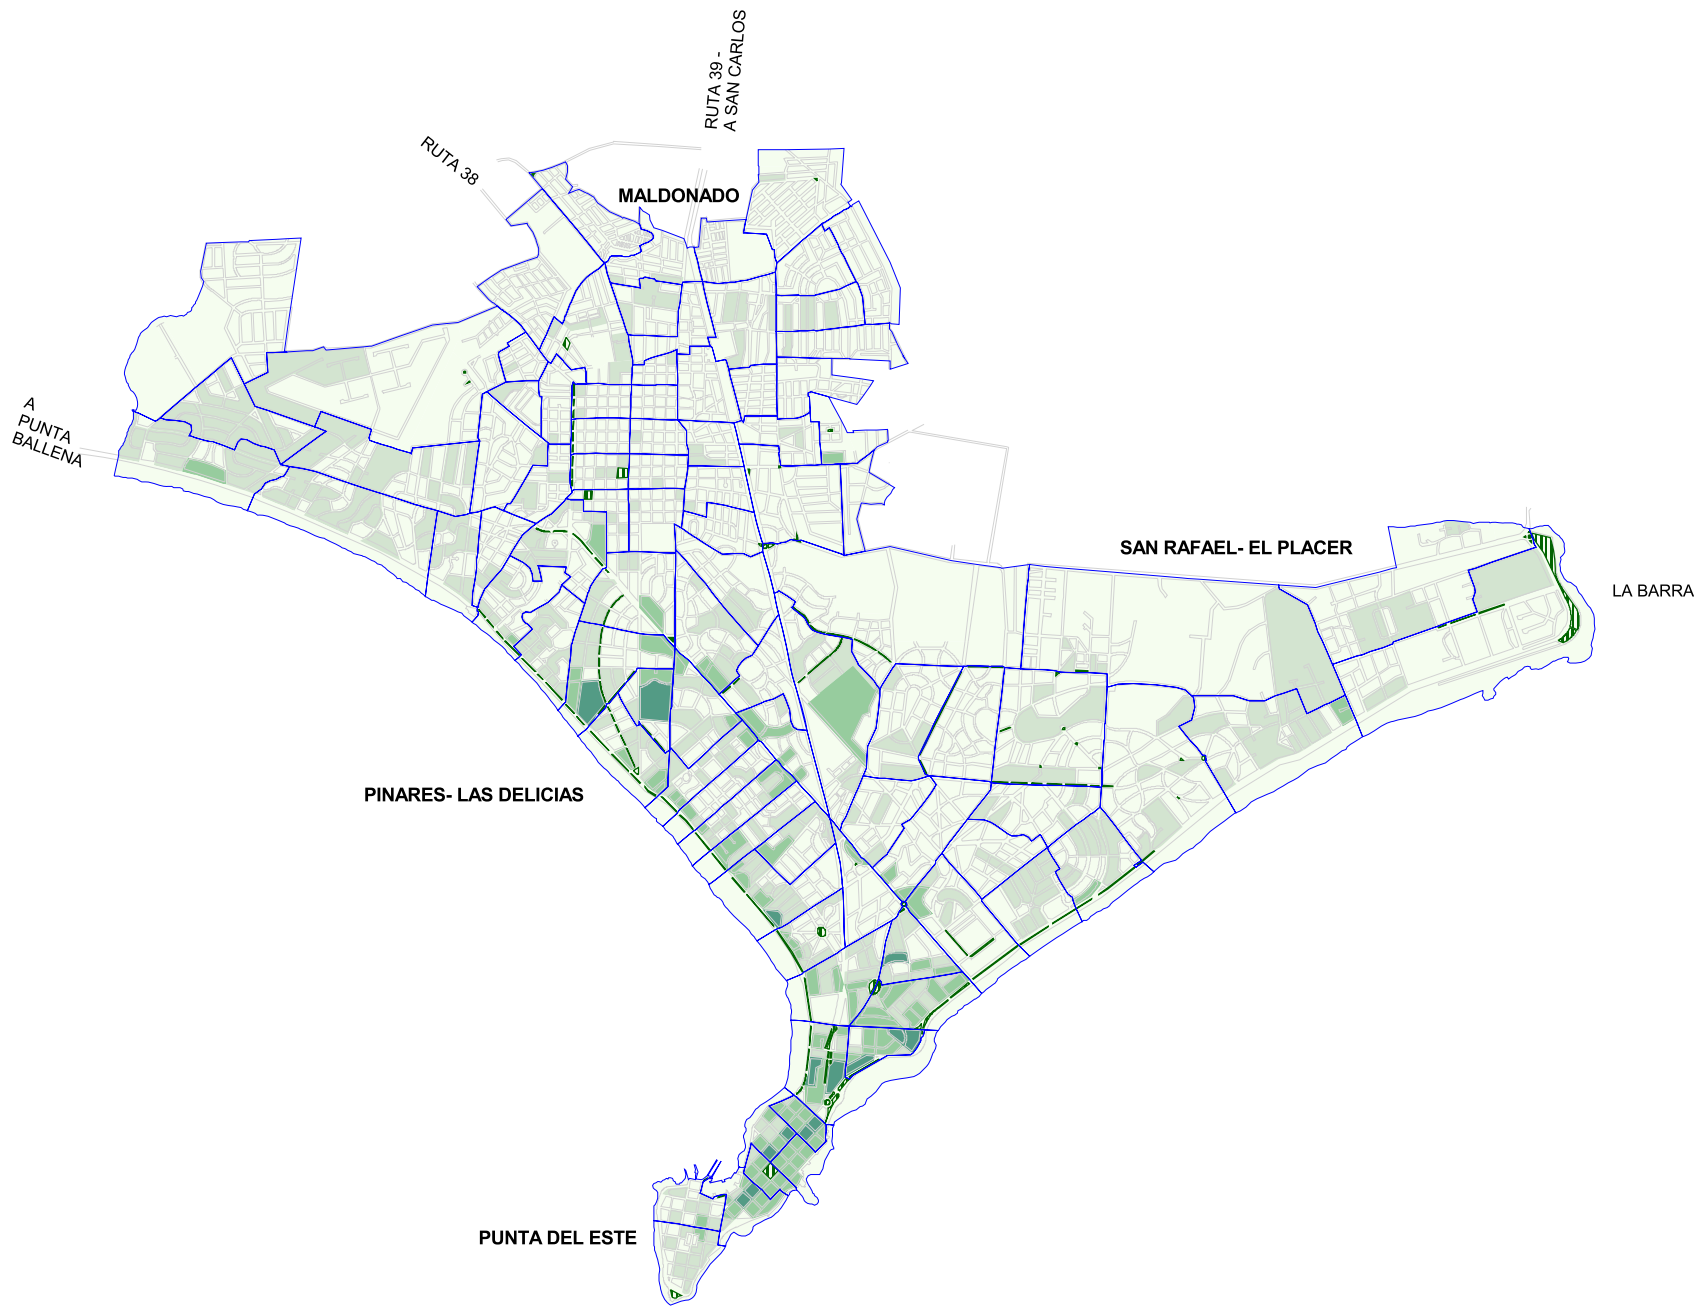 RUTA 39 -
A SAN CARLOS
RUTA 38
MALDONADO
A
PUNTA
BALLENA
SAN RAFAEL- EL PLACER
LA BARRA
PINARES- LAS DELICIAS
PUNTA DEL ESTE